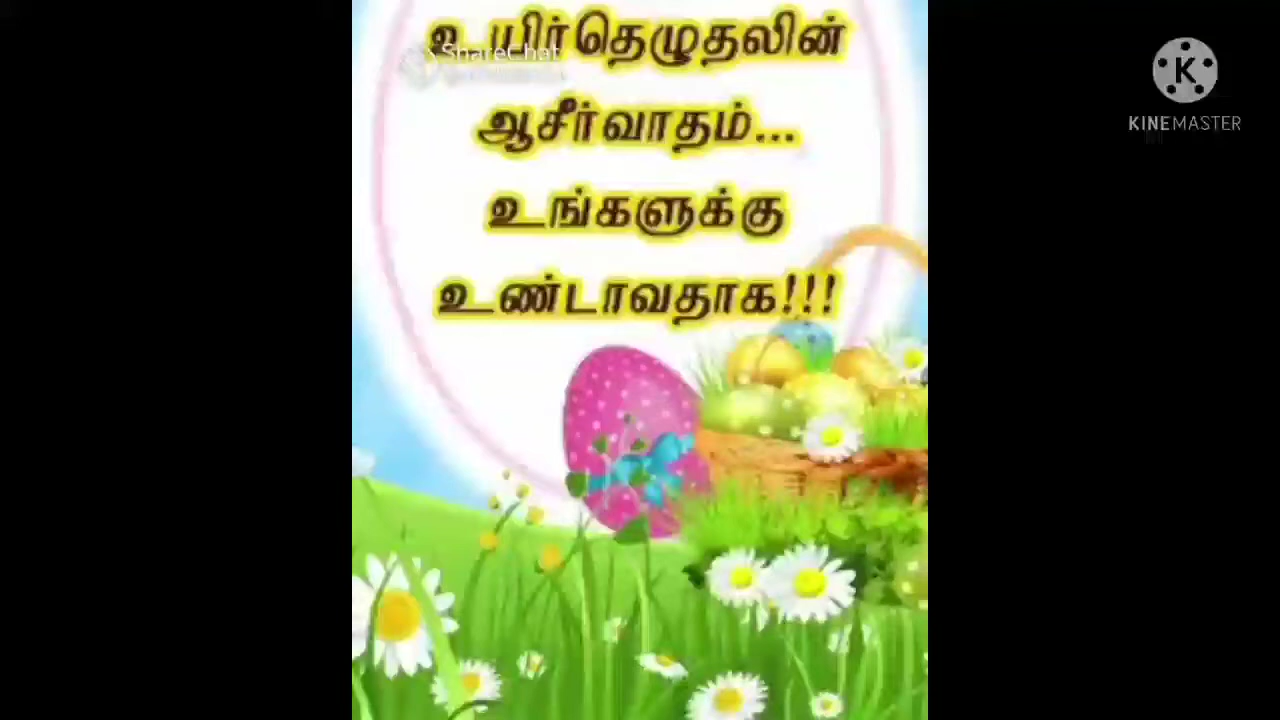 உயிர்தெழுதலின்
ShareChat
ஆசீர்வாதம்...
உங்களுக்கு
உண்டாவதாக!!!
KINEMASTER